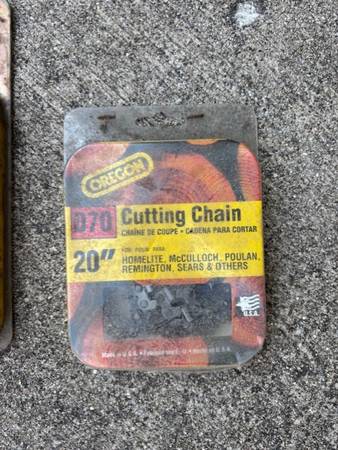 OREGON
D70 Cutting Chain
CHAÎNE DE COUPE • CADENA PARA CORTAR
20"
FOR POUR PARA
HOMELITE, McCULLOCH, POULAN,
REMINGTON, SEARS & OTHERS
U.S.A.
Made in U.S.A.